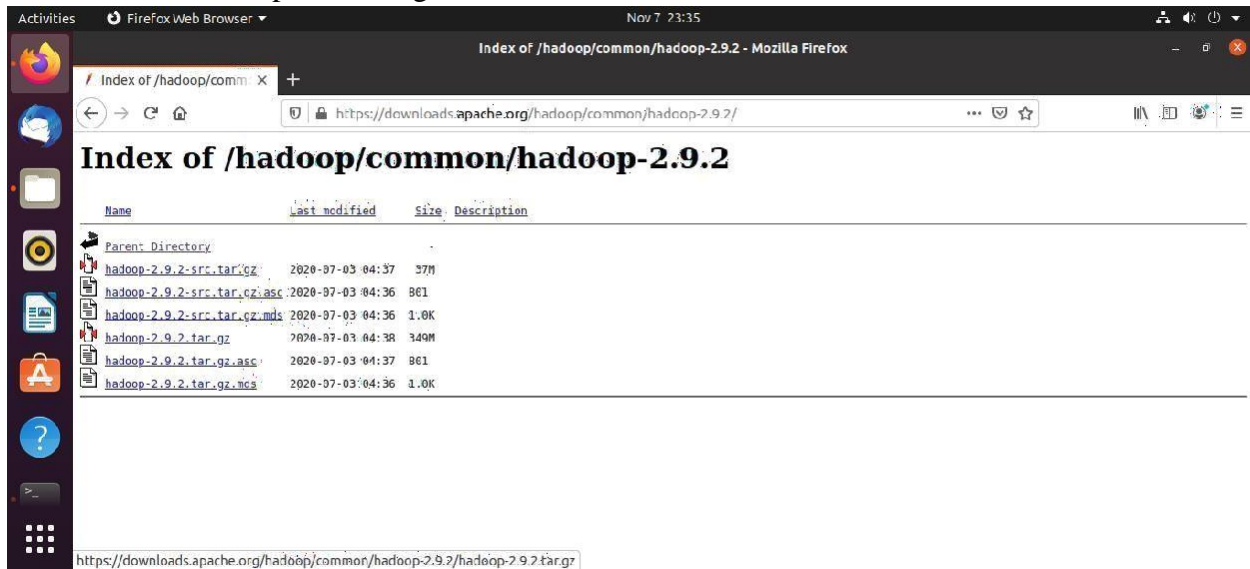 Activities Firefox Web Browser Nov 7 23:35
Index of /hadoop/common/hadoop-2.9.2 - Mozilla Firefox
Index of /hadoop/comm
https://downloads.apache.org/hadoop/common/hadoop-2.9.2/
Index of /hadoop/common/hadoop-2.9.2
Name Last modified Size Description
Parent Directory -
hadoop-2.9.2-src.tar.gz 2020-07-03 04:37 37M
hadoop-2.9.2-src.tar.gz.asc 2020-07-03 04:36 801
hadoop-2.9.2-src.tar.gz.mds 2020-07-03 04:36 1.0K
hadoop-2.9.2.tar.gz 2020-07-03 04:38 349M
hadoop-2.9.2.tar.gz.asc 2020-07-03 04:37 801
hadoop-2.9.2.tar.gz.mds 2020-07-03 04:36 1.0K
https://downloads.apache.org/hadoop/common/hadoop-2.9.2/hadoop-2.9.2.tar.gz